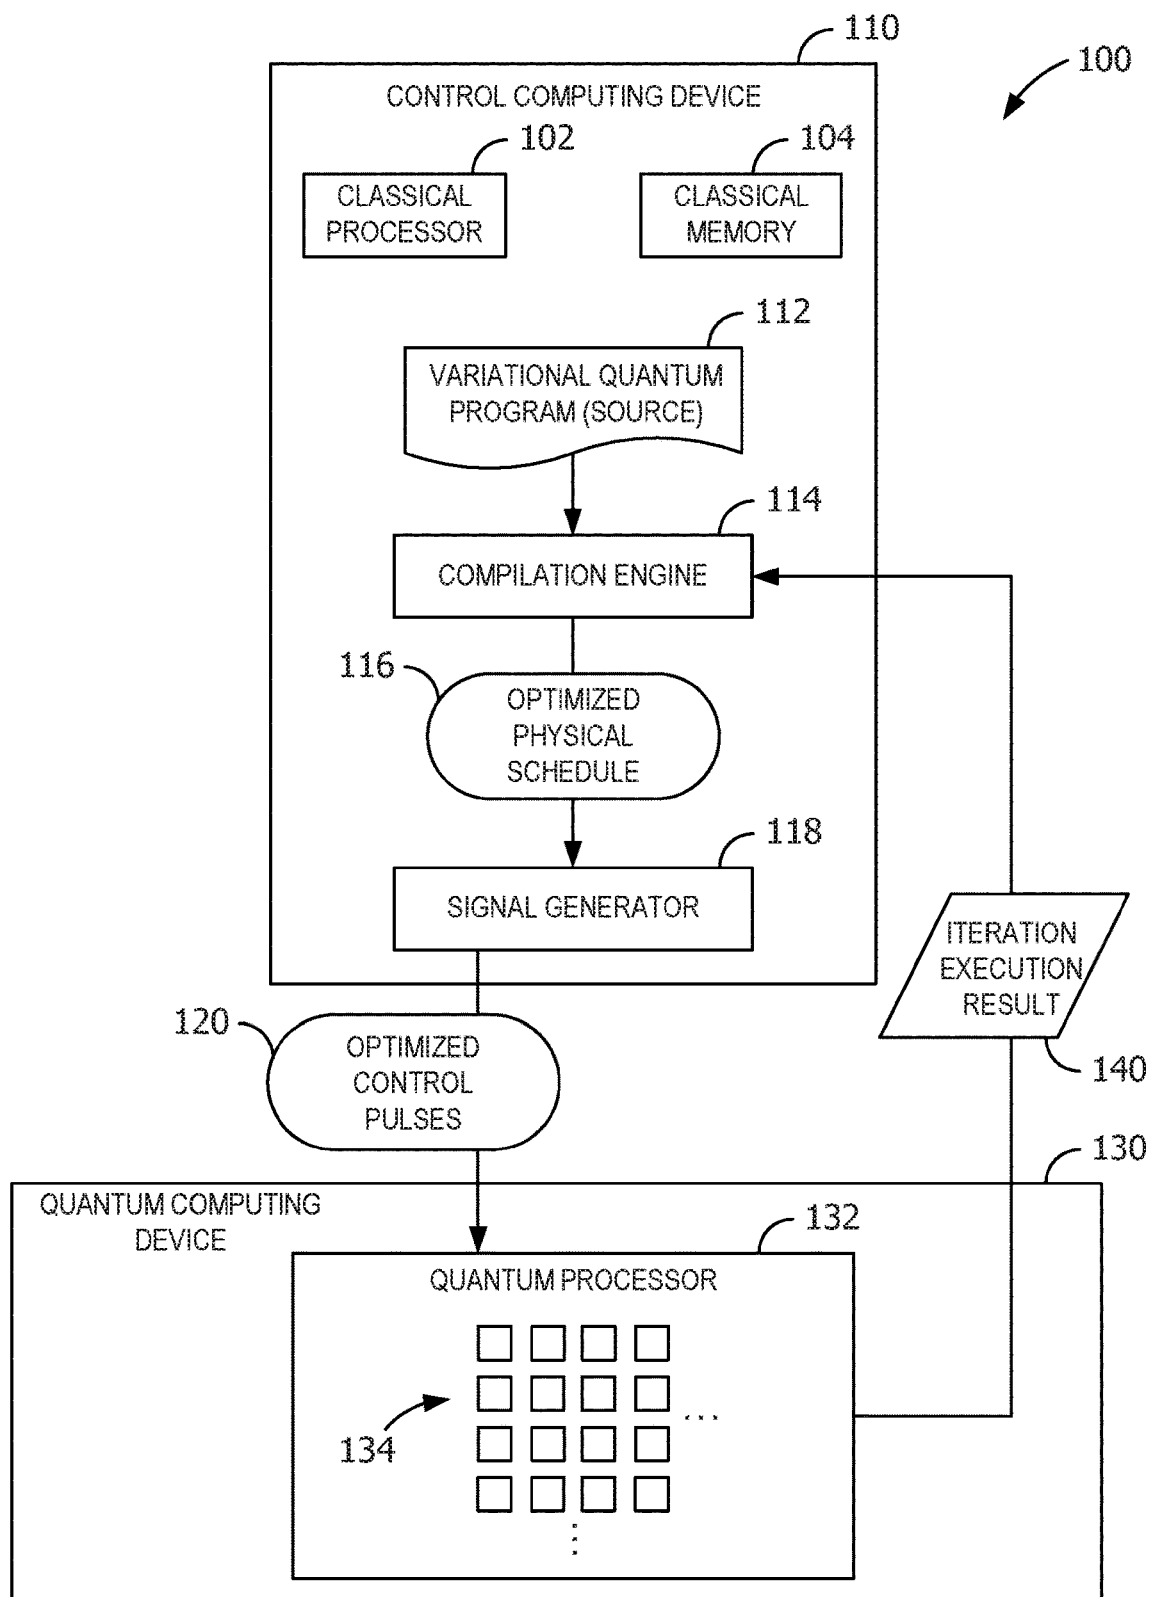 110
100
CONTROL COMPUTING DEVICE
102
104
CLASSICAL
PROCESSOR
CLASSICAL
MEMORY
112
VARIATIONAL QUANTUM
PROGRAM (SOURCE)
114
COMPILATION ENGINE
116
OPTIMIZED
PHYSICAL
SCHEDULE
118
SIGNAL GENERATOR
ITERATION
EXECUTION
RESULT
140
120
OPTIMIZED
CONTROL
PULSES
130
QUANTUM COMPUTING
DEVICE
132
QUANTUM PROCESSOR
134
...
...